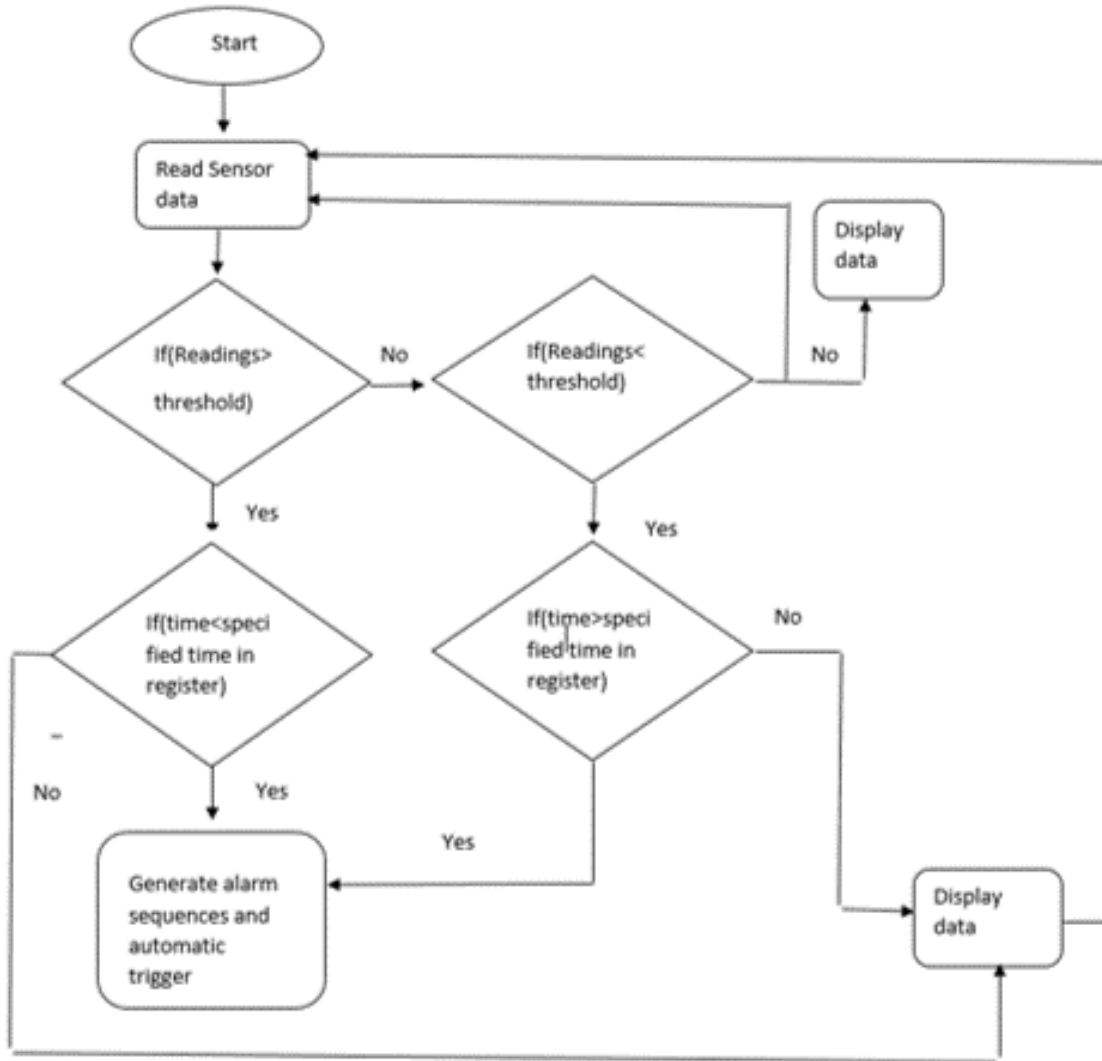 Start
Read Sensor
data
Display
data
If(Readings>
threshold)
No
If(Readings<
threshold)
No
Yes
Yes
If(time<speci
fied time in
register)
If(time>speci
fied time in
register)
No
No
Yes
Yes
Generate alarm
sequences and
automatic
trigger
Display
data